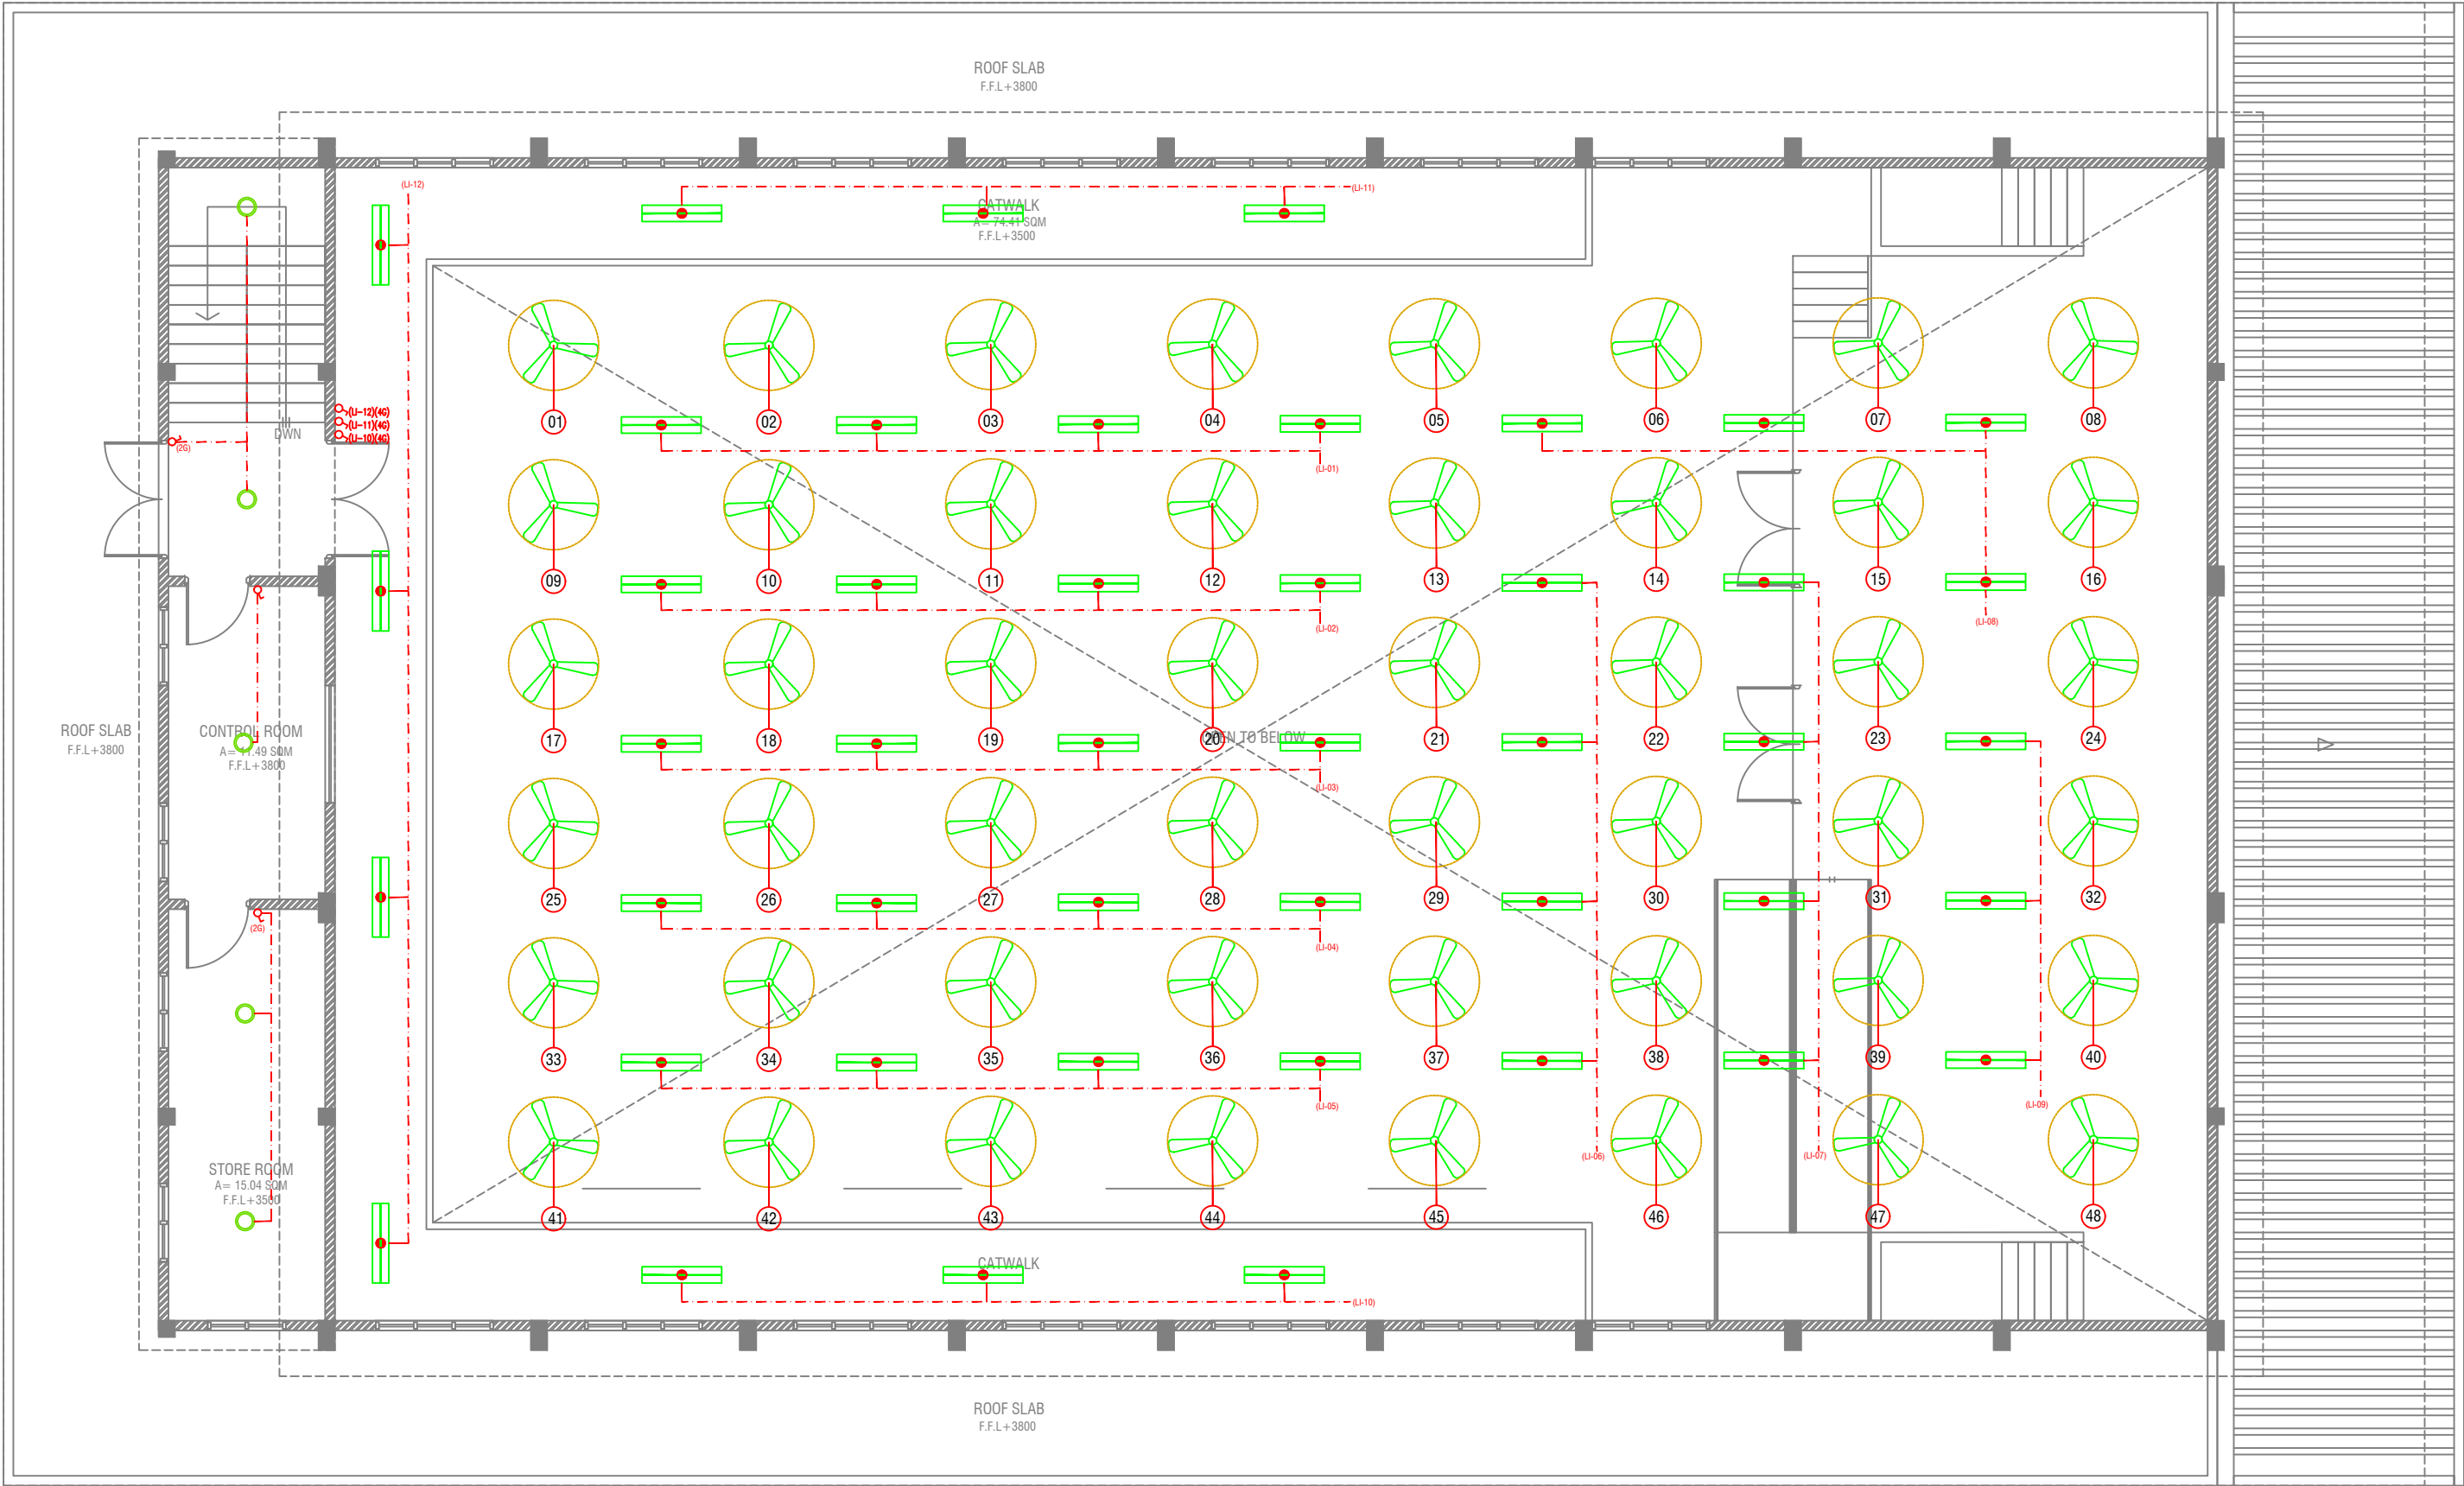 ROOF SLAB
F.F.L+3800
(LI-12)
(LI-11)
CATWALK
A= 74.41 SQM
F.F.L+3500
(LI-12)(4G)
(LI-11)(4G)
(LI-10)(4G)
DWN
(2G)
01
02
03
04
05
06
07
08
(LI-01)
09
10
11
12
13
14
15
16
(LI-02)
(LI-08)
ROOF SLAB
F.F.L+3800
CONTROL ROOM
F.F.L+3800
17
18
19
20
OPEN TO BELOW
21
22
23
24
(LI-03)
25
26
27
28
29
30
31
32
(2G)
(LI-04)
33
34
35
36
37
38
39
40
(LI-05)
(LI-09)
(LI-06)
(LI-07)
STORE ROOM
A= 15.04 SQM
F.F.L+3500
41
42
43
44
45
46
47
48
CATWALK
(LI-10)
ROOF SLAB
F.F.L+3800